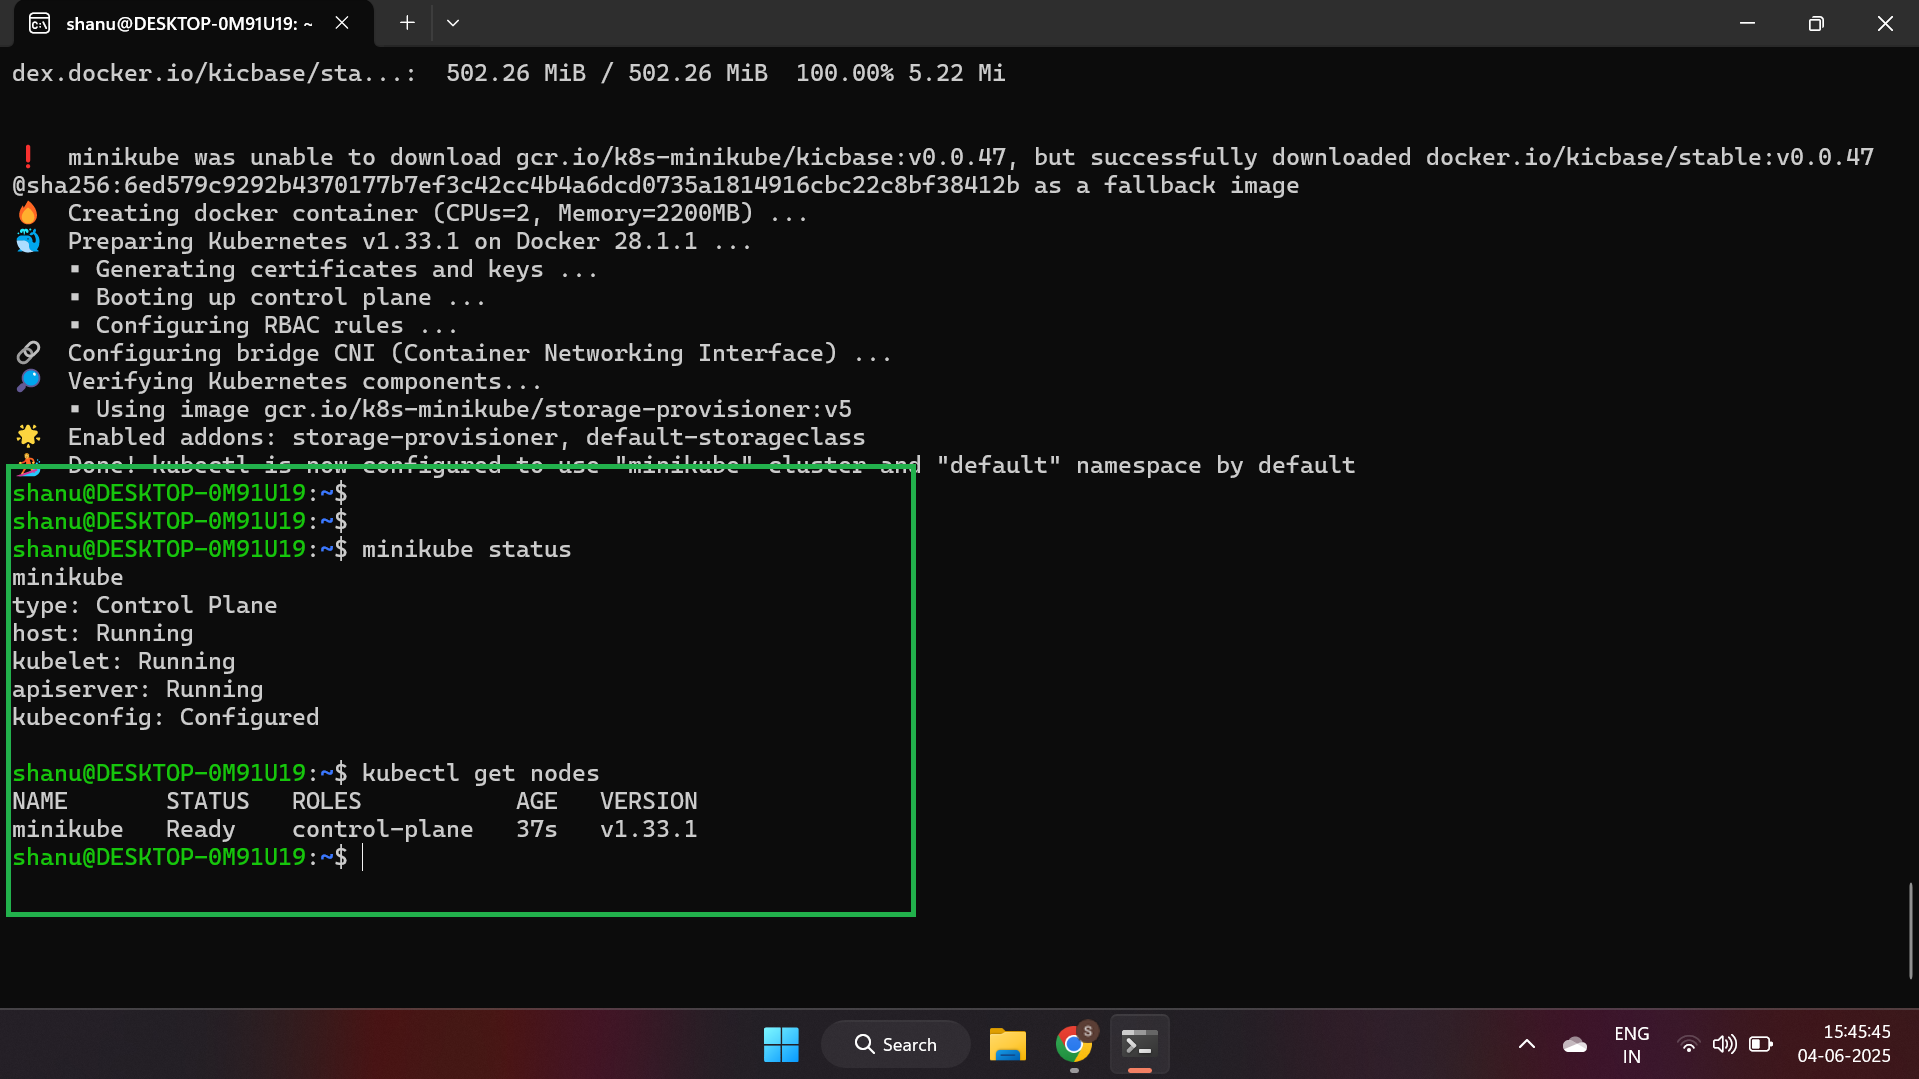 shanu@DESKTOP-0M91U19: ~
dex.docker.io/kicbase/sta...:  502.26 MiB / 502.26 MiB  100.00% 5.22 Mi
❗  minikube was unable to download gcr.io/k8s-minikube/kicbase:v0.0.47, but successfully downloaded docker.io/kicbase/stable:v0.0.47
@sha256:6ed579c9292b4370177b7ef3c42cc4b4a6dcd0735a1814916cbc22c8bf38412b as a fallback image
🔥  Creating docker container (CPUs=2, Memory=2200MB) ...
🐳  Preparing Kubernetes v1.33.1 on Docker 28.1.1 ...
    ▪ Generating certificates and keys ...
    ▪ Booting up control plane ...
    ▪ Configuring RBAC rules ...
🔗  Configuring bridge CNI (Container Networking Interface) ...
🔎  Verifying Kubernetes components...
    ▪ Using image gcr.io/k8s-minikube/storage-provisioner:v5
🌟  Enabled addons: storage-provisioner, default-storageclass
🏄  Done! kubectl is now configured to use "minikube" cluster and "default" namespace by default
shanu@DESKTOP-0M91U19:~$
shanu@DESKTOP-0M91U19:~$
shanu@DESKTOP-0M91U19:~$ minikube status
minikube
type: Control Plane
host: Running
kubelet: Running
apiserver: Running
kubeconfig: Configured
shanu@DESKTOP-0M91U19:~$ kubectl get nodes
NAME       STATUS   ROLES           AGE   VERSION
minikube   Ready    control-plane   37s   v1.33.1
shanu@DESKTOP-0M91U19:~$
Search
S
ENG
IN
15:45:45
04-06-2025